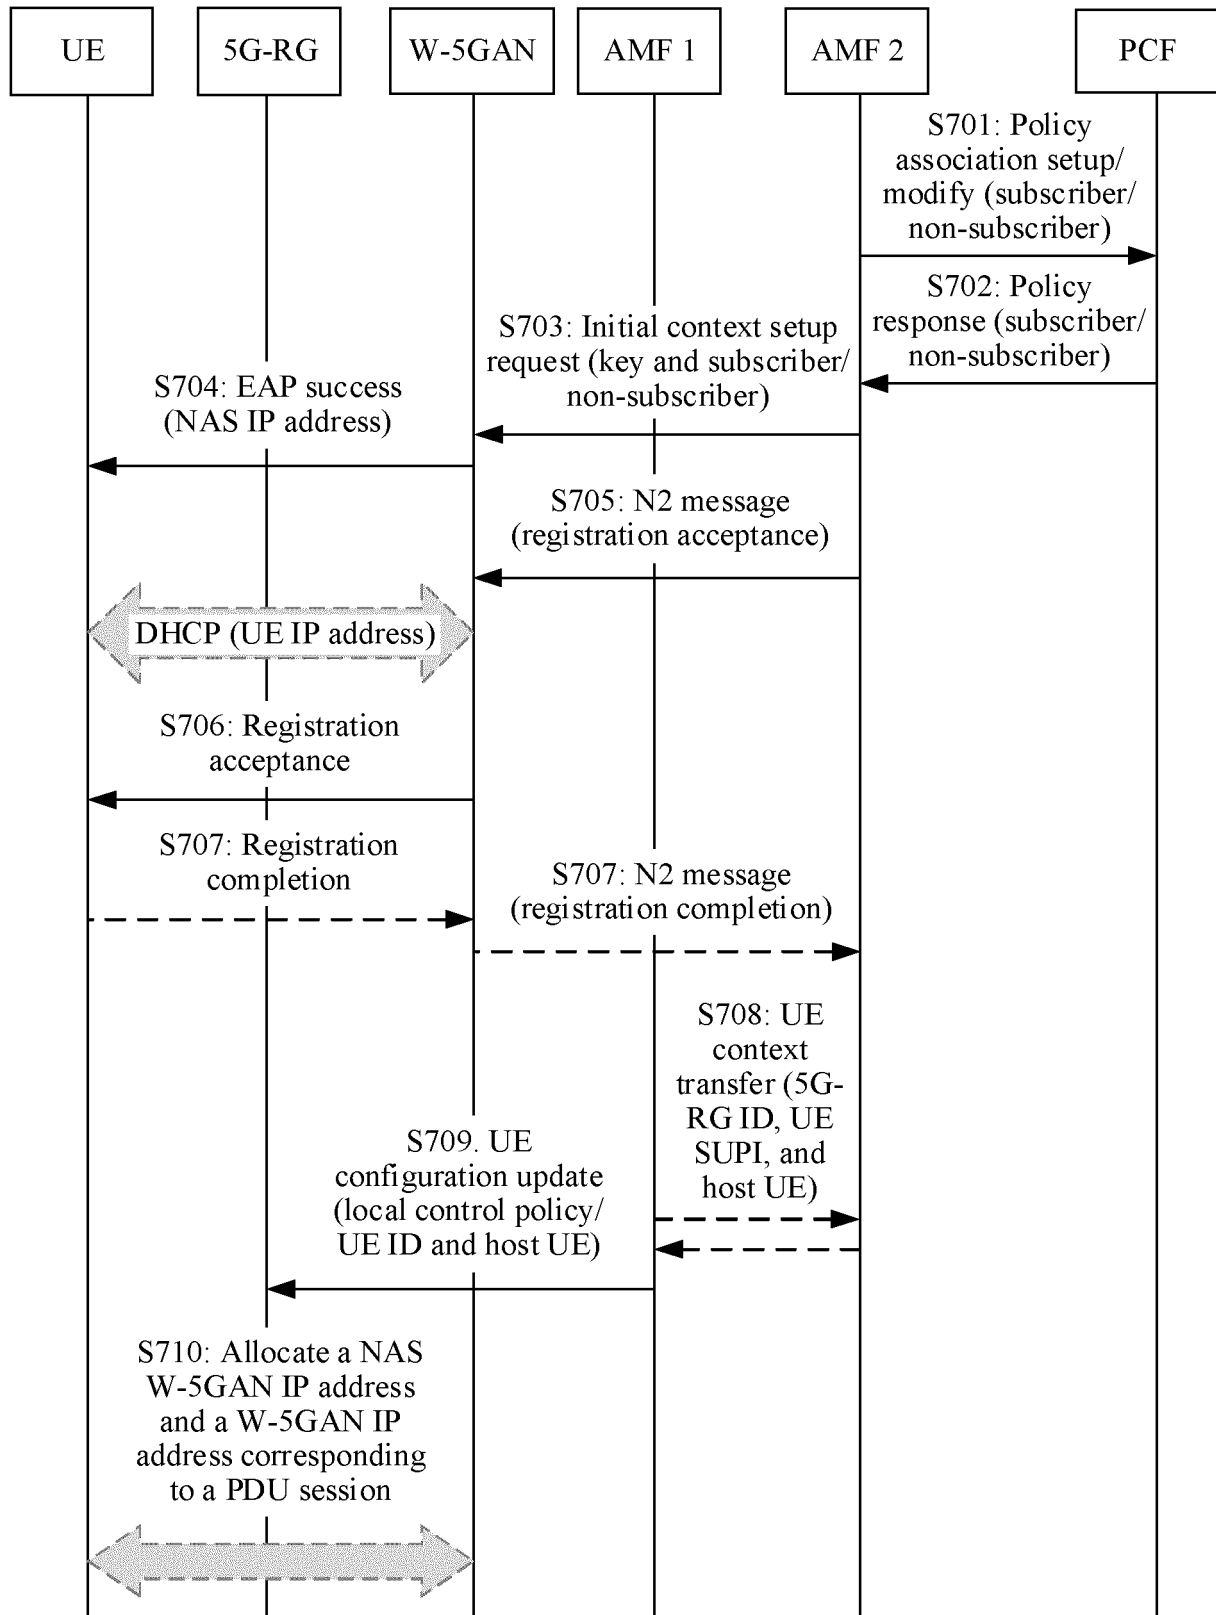 UE
5G-RG
W-5GAN
AMF 1
AMF 2
PCF
S701: Policy
association setup/
modify (subscriber/
non-subscriber)
S702: Policy
response (subscriber/
non-subscriber)
S703: Initial context setup
request (key and subscriber/
non-subscriber)
S704: EAP success
(NAS IP address)
S705: N2 message
(registration acceptance)
DHCP (UE IP address)
S706: Registration
acceptance
S707: Registration
completion
S707: N2 message
(registration completion)
S708: UE
context
transfer (5G-
RG ID, UE
SUPI, and
host UE)
S709. UE
configuration update
(local control policy/
UE ID and host UE)
S710: Allocate a NAS
W-5GAN IP address
and a W-5GAN IP
address corresponding
to a PDU session